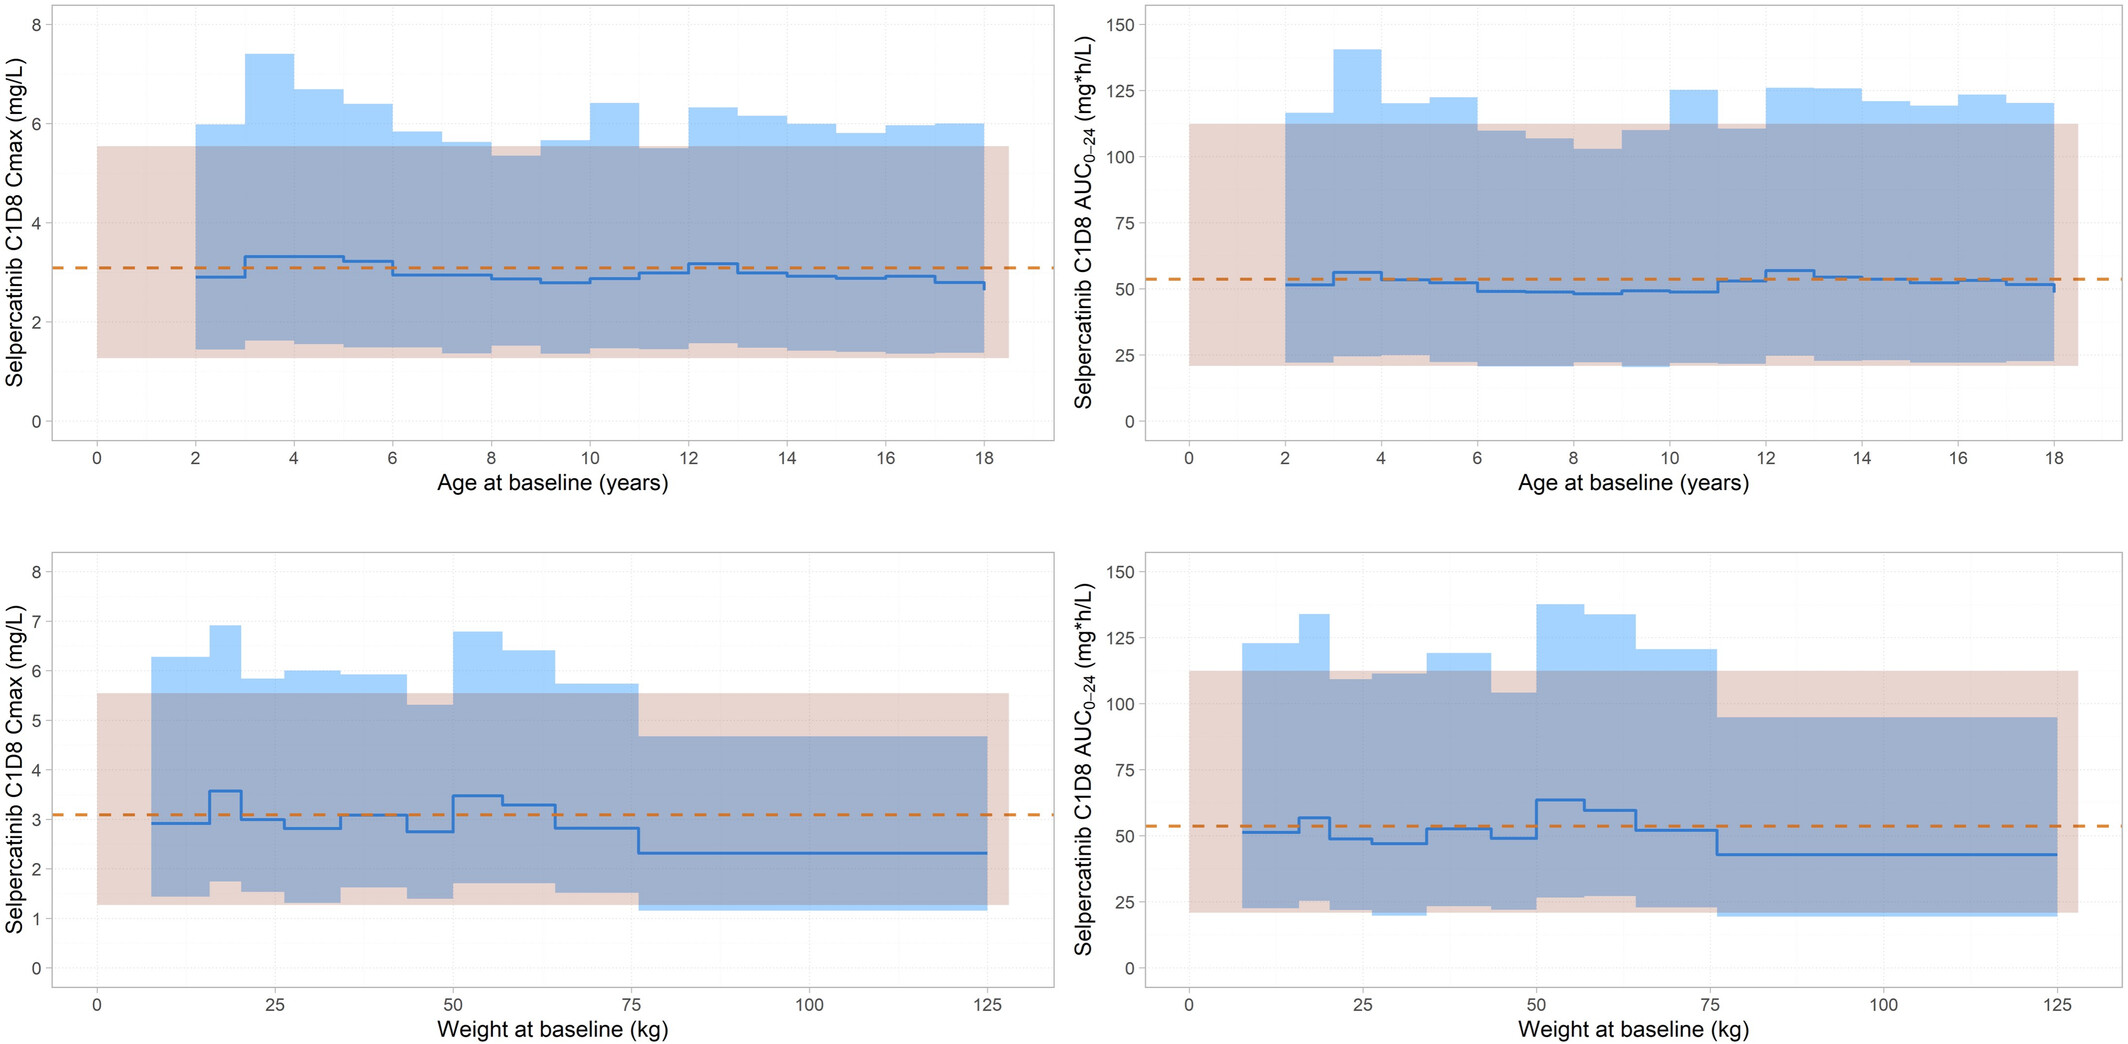 Selpercatinib C1D8 Cmax (mg/L)
8
6
4
2
0
0 2 4 6 8 10 12 14 16 18
Age at baseline (years)
Selpercatinib C1D8 AUC0–24 (mg*h/L)
150
125
100
75
50
25
0
0 2 4 6 8 10 12 14 16 18
Age at baseline (years)
Selpercatinib C1D8 Cmax (mg/L)
8
7
6
5
4
3
2
1
0
0 25 50 75 100 125
Weight at baseline (kg)
Selpercatinib C1D8 AUC0–24 (mg*h/L)
150
125
100
75
50
25
0
0 25 50 75 100 125
Weight at baseline (kg)